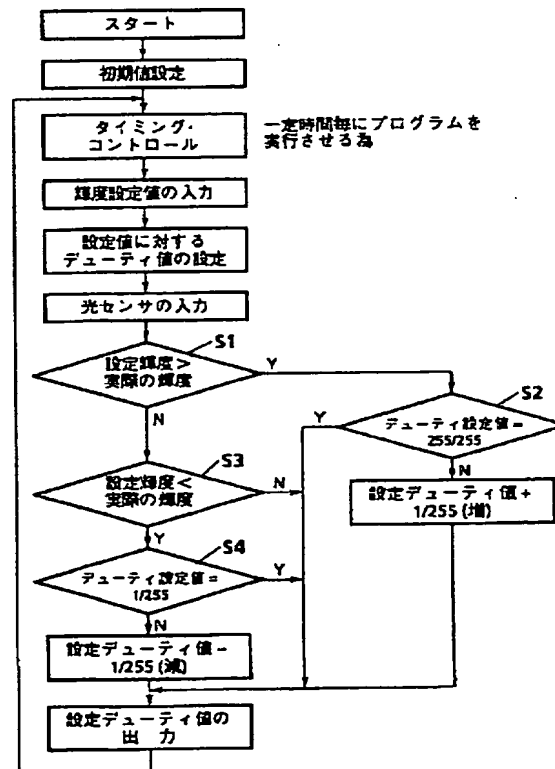 スタート
初期値設定
タイミング・
コントロール
一定時間毎にプログラムを
実行させる為
輝度設定値の入力
設定値に対する
デューティ値の設定
光センサの入力
S1
設定輝度>
実際の輝度
Y
N
S2
デューティ設定値=
255/255
Y
N
設定デューティ値+
1/255(増)
S3
設定輝度<
実際の輝度
N
Y
S4
デューティ設定値=
1/255
Y
N
設定デューティ値-
1/255(減)
設定デューティ値の
出 力